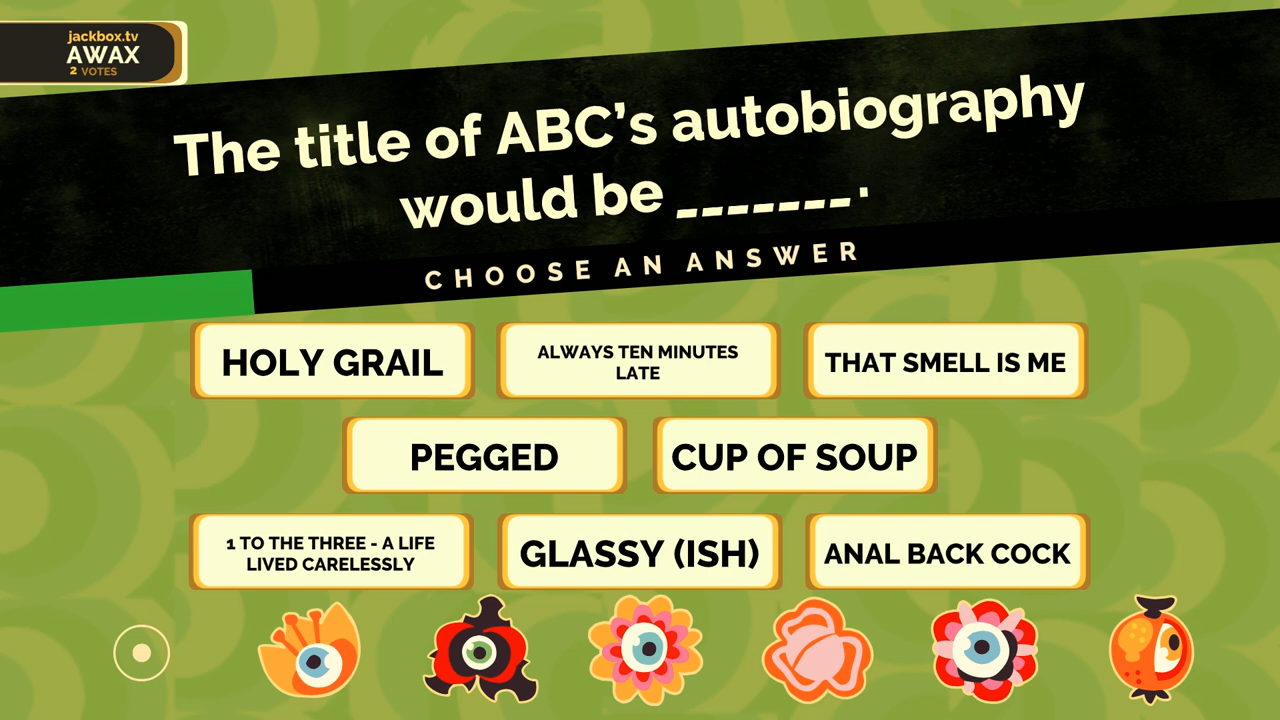 jackbox.tv
AWAX
2 VOTES
The title of ABC's autobiography
would be _______.
CHOOSE AN ANSWER
HOLY GRAIL
ALWAYS TEN MINUTES
LATE
THAT SMELL IS ME
PEGGED
CUP OF SOUP
1 TO THE THREE - A LIFE
LIVED CARELESSLY
GLASSY (ISH)
ANAL BACK COCK